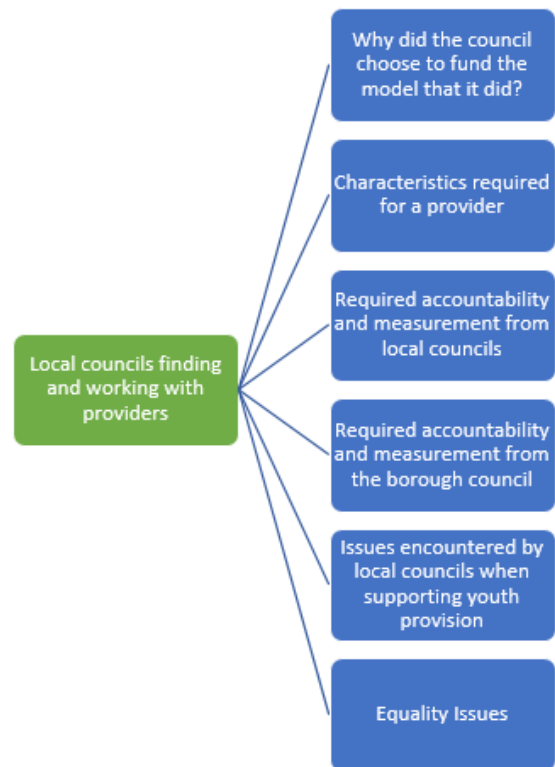 Why did the council
choose to fund the
model that it did?
Characteristics required
for a provider
Required accountability
and measurement from
local councils
Local councils finding
and working with
providers
Required accountability
and measurement from
the borough council
Issues encountered by
local councils when
supporting youth
provision
Equality Issues